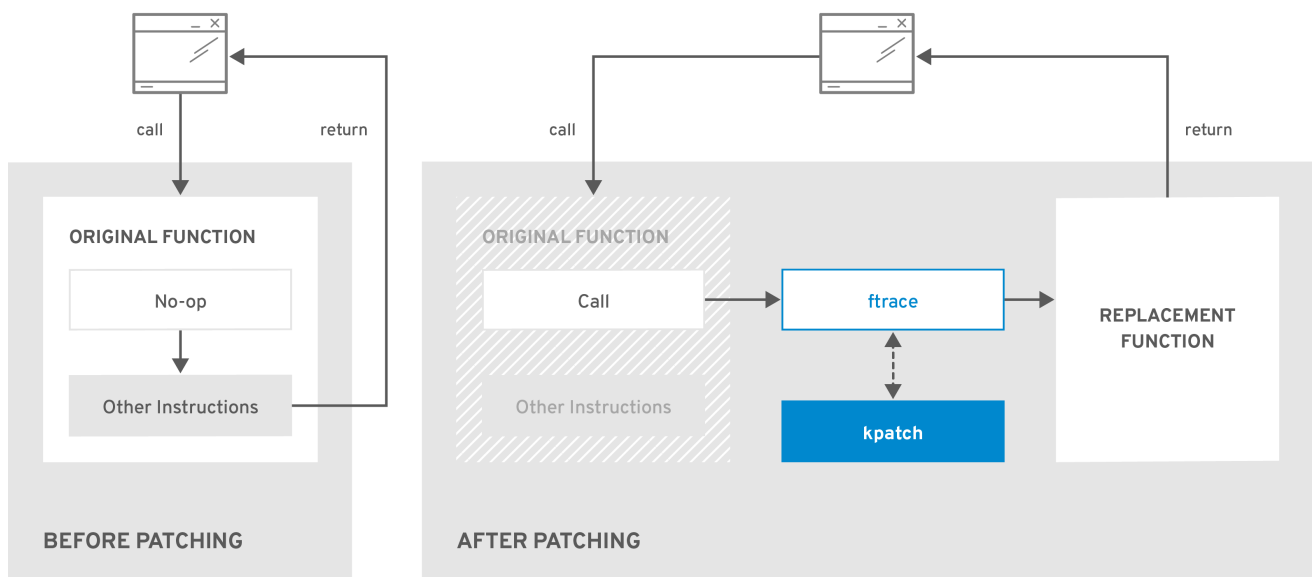 call
return
ORIGINAL FUNCTION
No-op
Other Instructions
BEFORE PATCHING
call
return
ORIGINAL FUNCTION
Call
ftrace
REPLACEMENT
FUNCTION
Other Instructions
kpatch
AFTER PATCHING